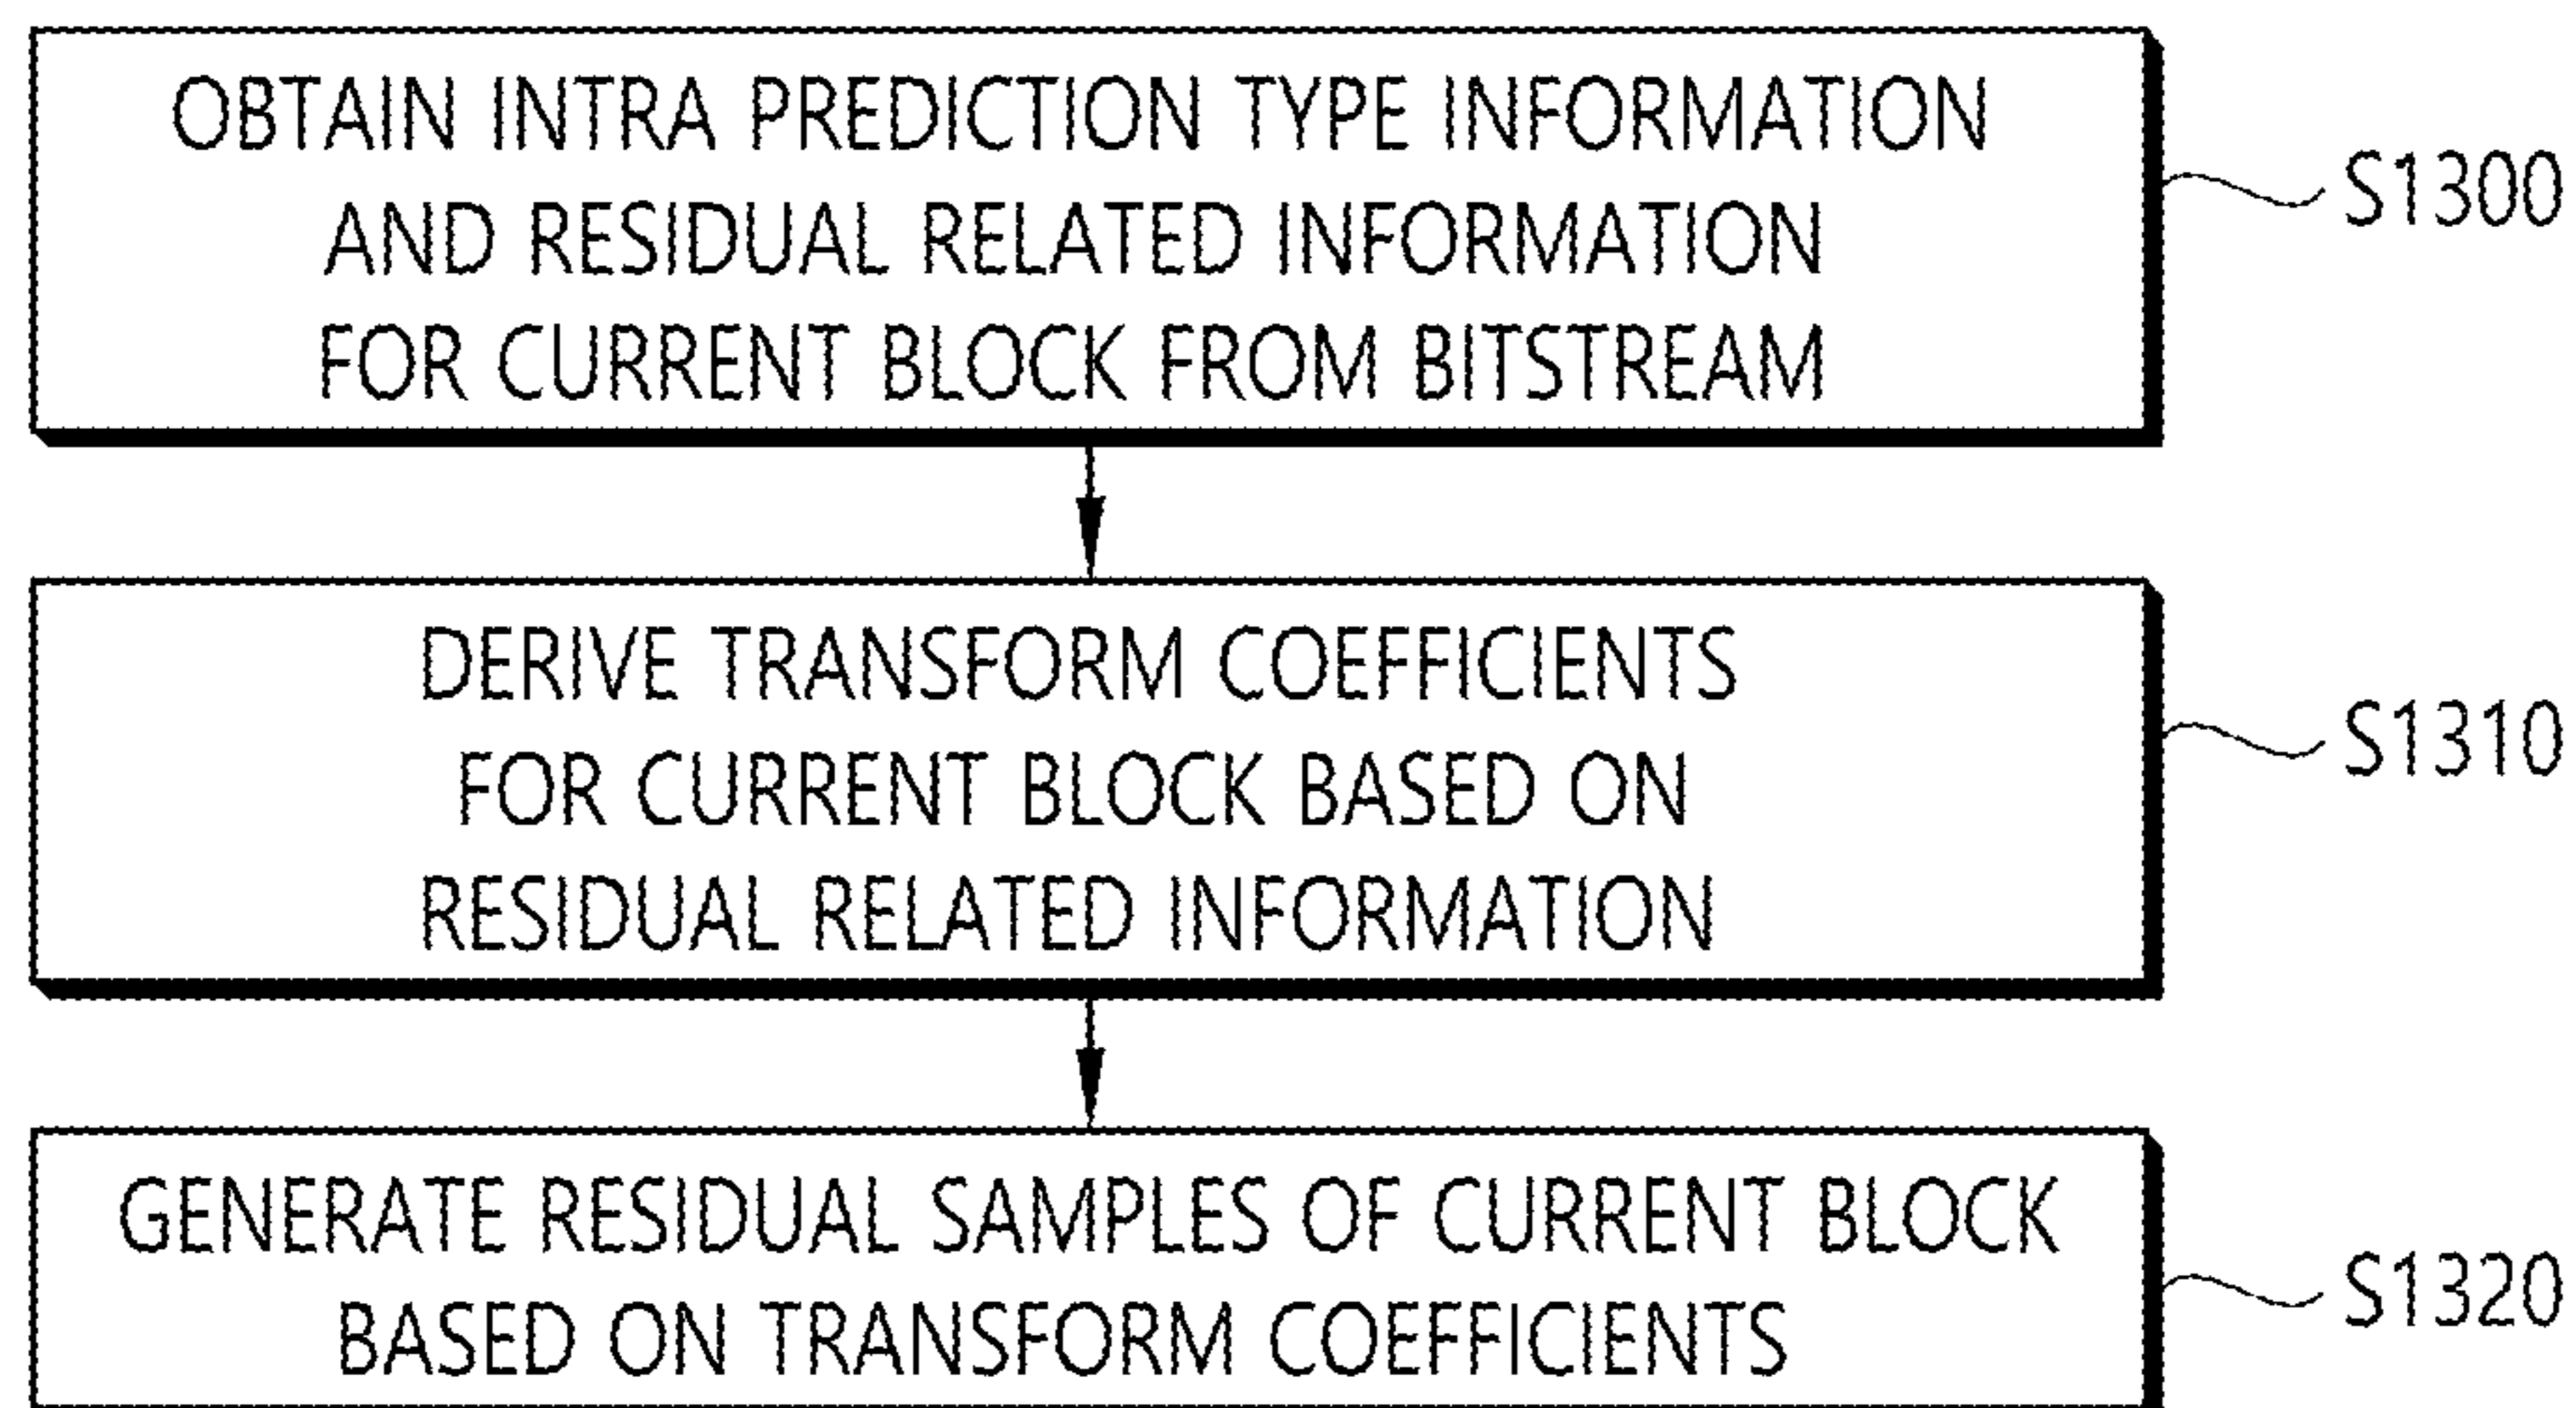 OBTAIN INTRA PREDICTION TYPE INFORMATION
AND RESIDUAL RELATED INFORMATION
FOR CURRENT BLOCK FROM BITSTREAM
S1300
DERIVE TRANSFORM COEFFICIENTS
FOR CURRENT BLOCK BASED ON
RESIDUAL RELATED INFORMATION
S1310
GENERATE RESIDUAL SAMPLES OF CURRENT BLOCK
BASED ON TRANSFORM COEFFICIENTS
S1320